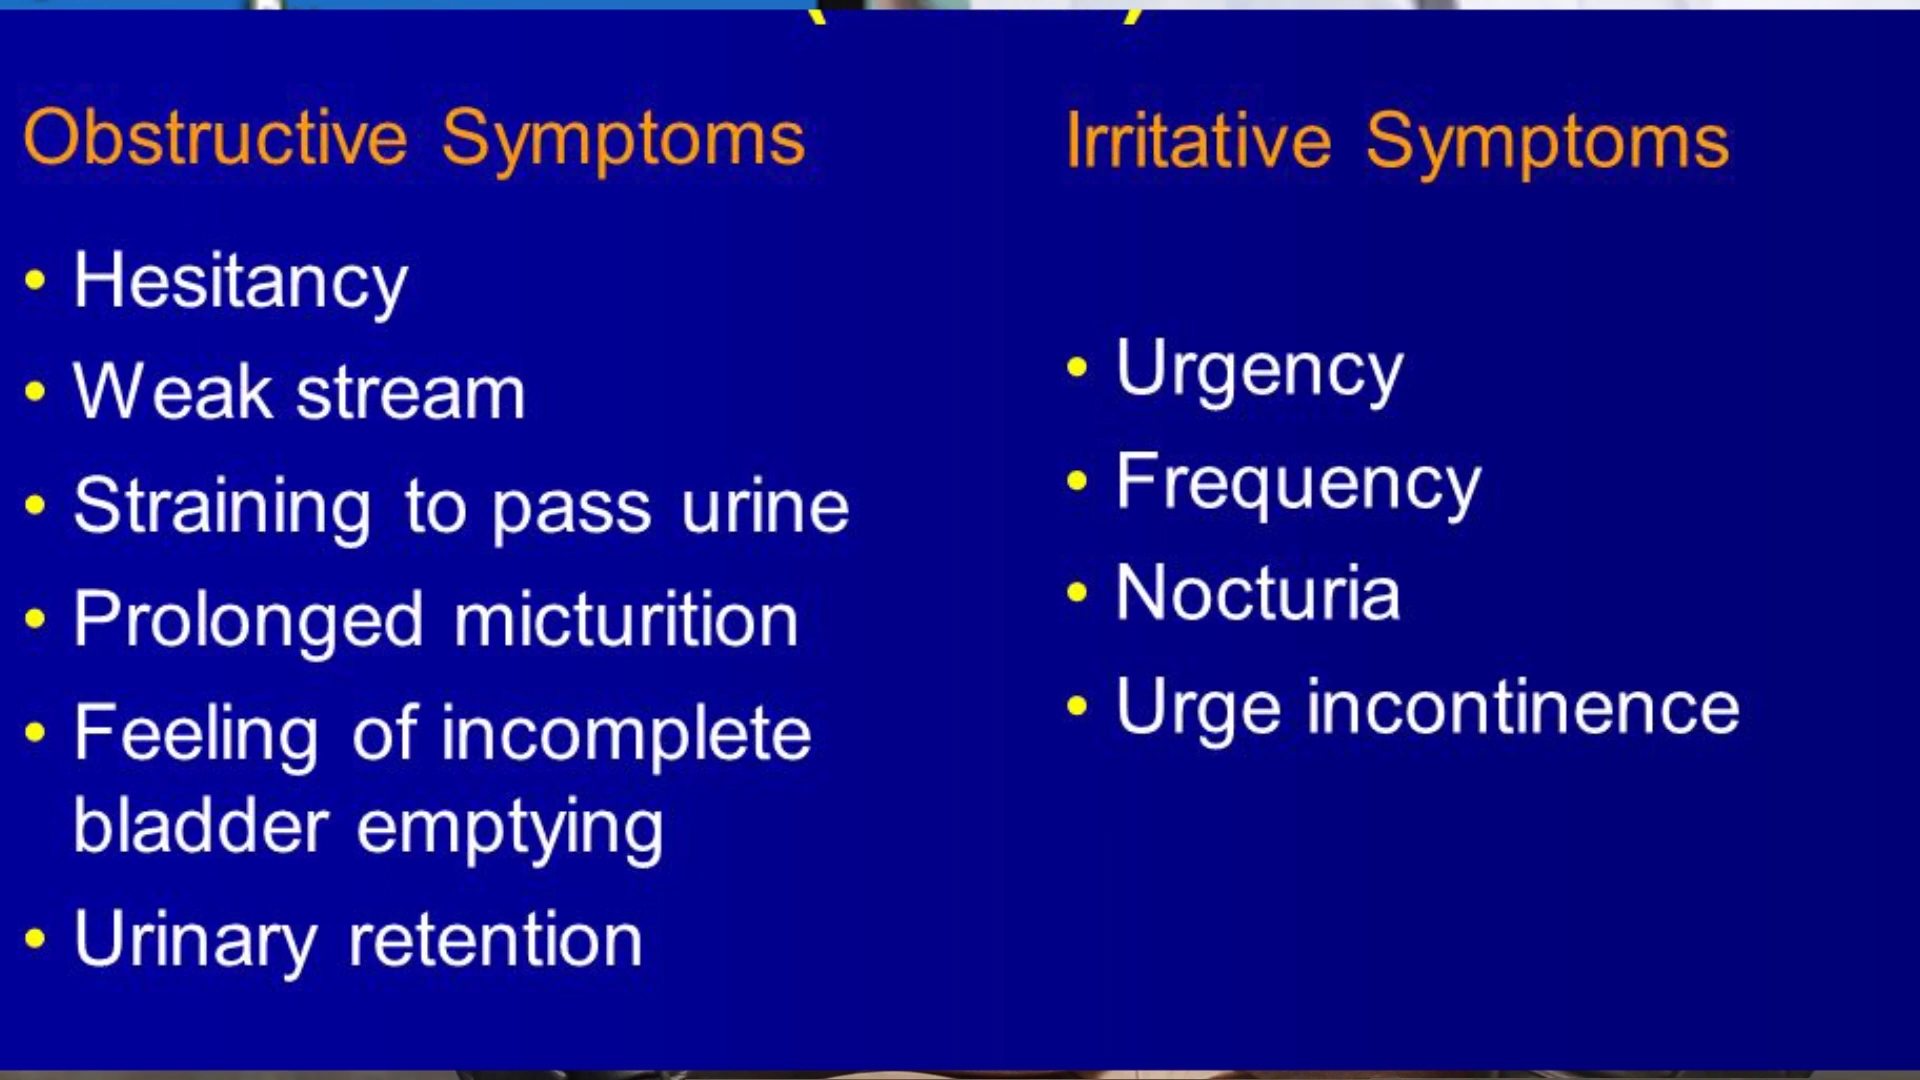 Obstructive Symptoms
• Hesitancy
• Weak stream
• Straining to pass urine
• Prolonged micturition
• Feeling of incomplete
bladder emptying
• Urinary retention
Irritative Symptoms
• Urgency
• Frequency
• Nocturia
• Urge incontinence